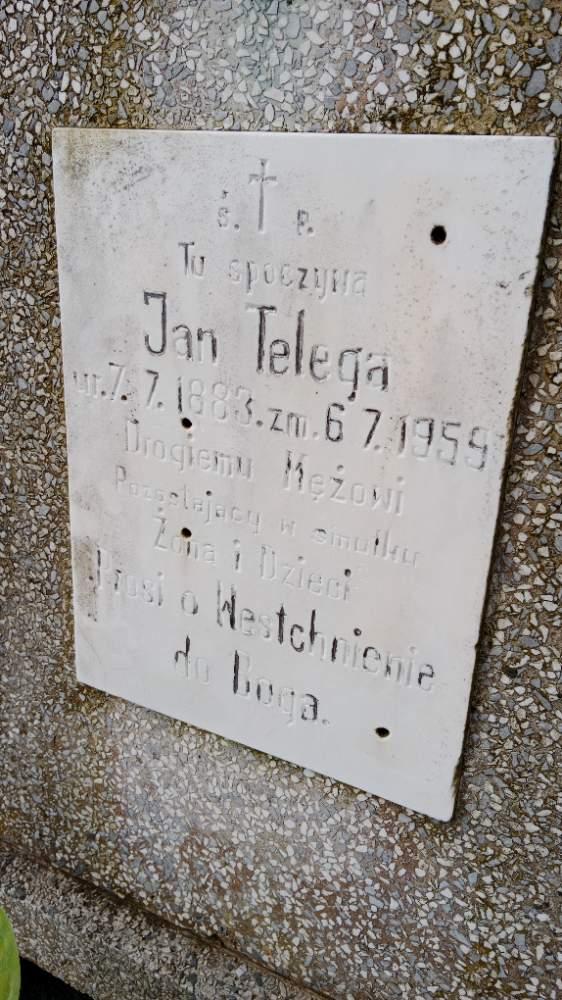 Ś. P.
Tu spoczywa
Jan Telega
ur. 7. 7. 1883. zm. 6 7. 1959
Drogiemu Mężowi
Pozostający w smutku
Żona i Dzieci
Prosi o Westchnienie
do Boga.